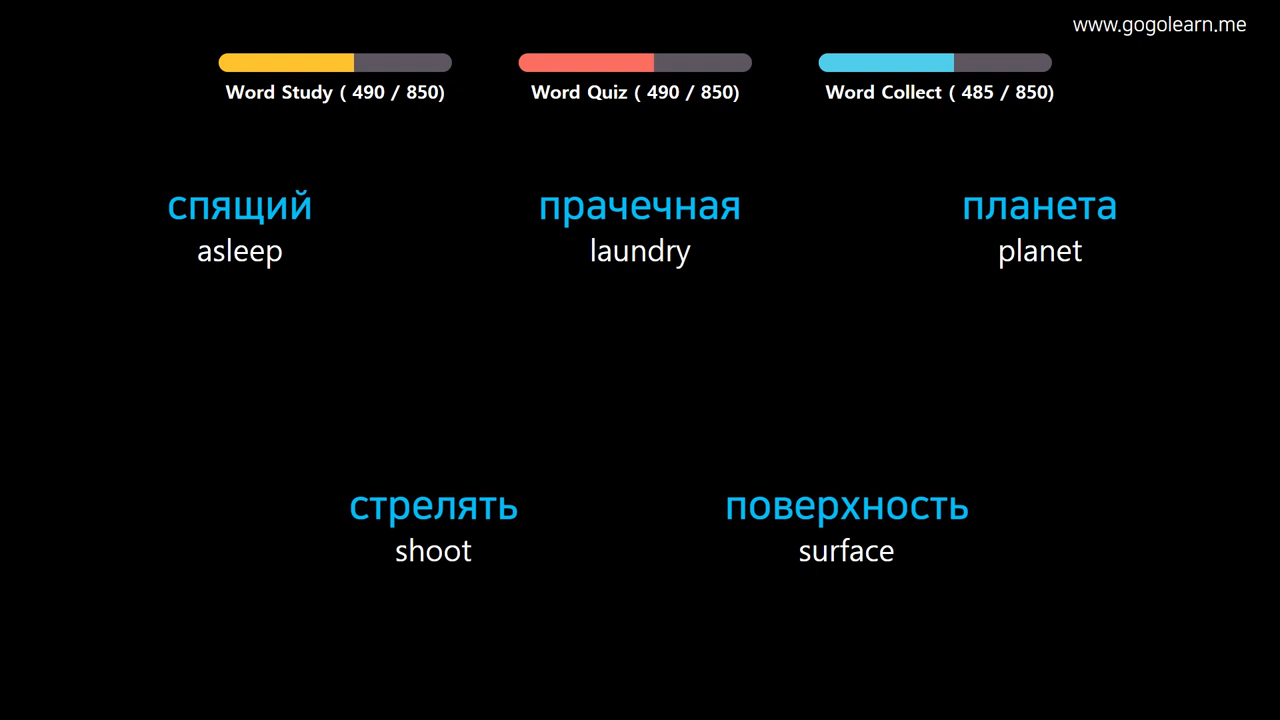 www.gogolearn.me
Word Study ( 490 / 850)
Word Quiz ( 490 / 850)
Word Collect ( 485 / 850)
спящий
asleep
прачечная
laundry
планета
planet
стрелять
shoot
поверхность
surface